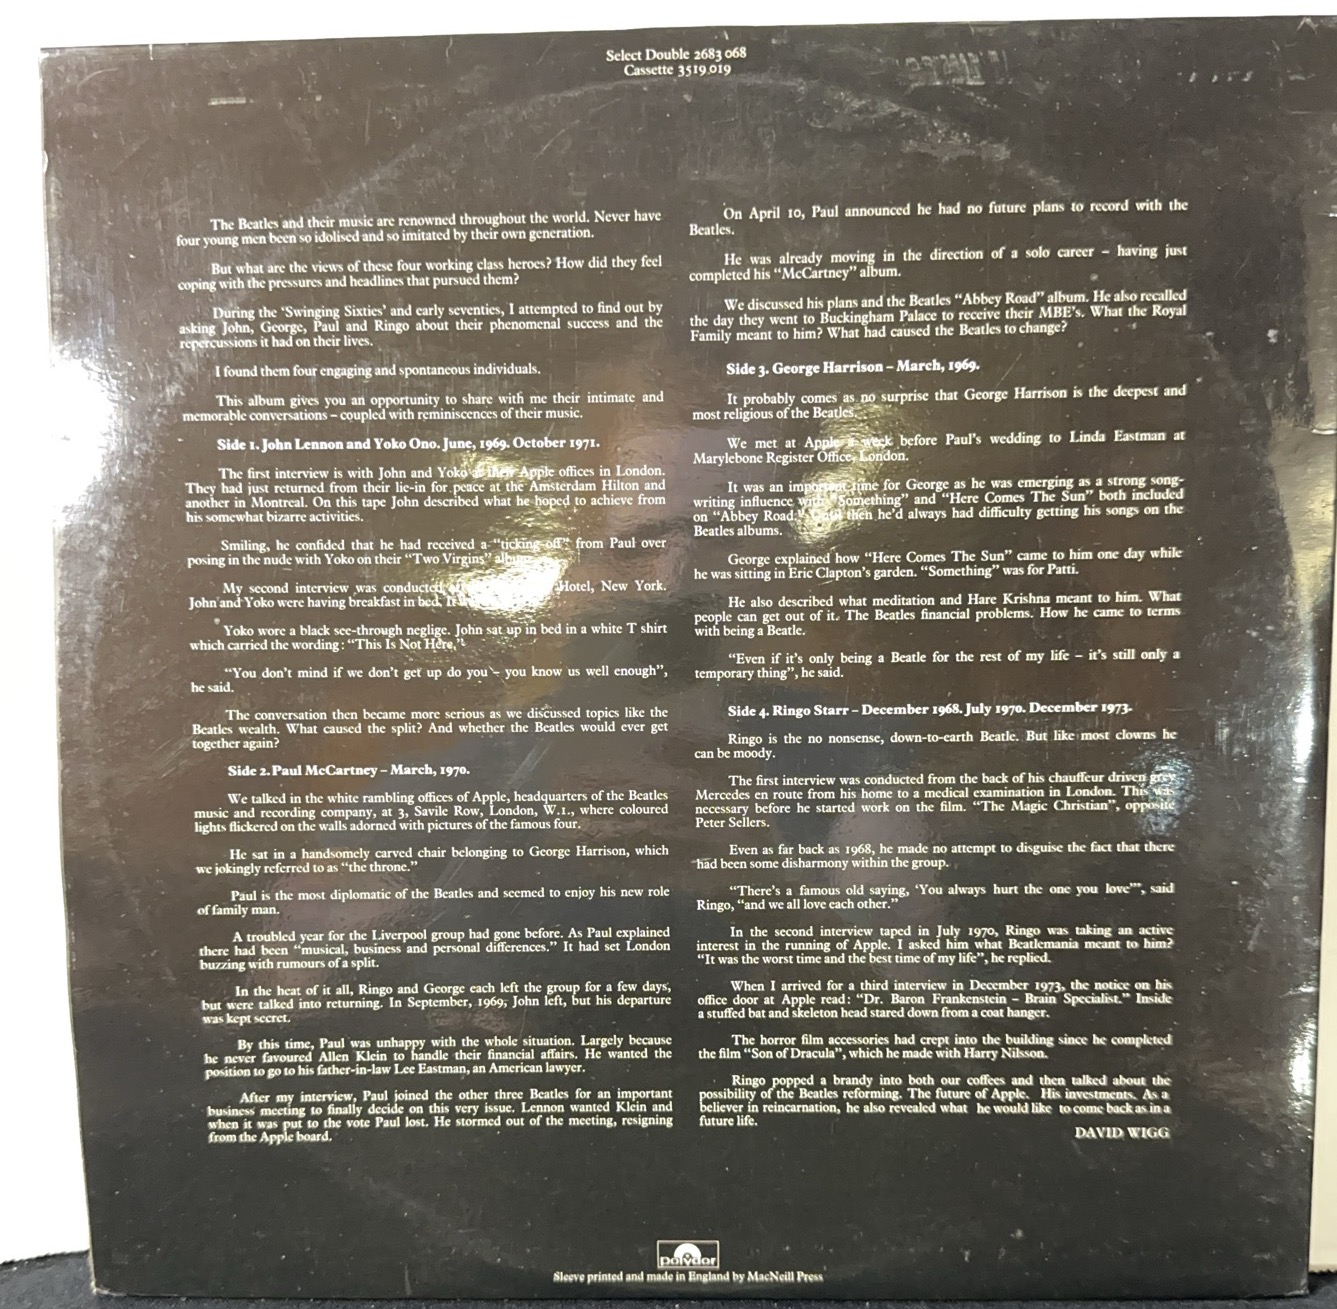 Select Double 2683 068
Cassette 3519 019
The Beatles and their music are renowned throughout the world. Never have
four young men been so idolised and so imitated by their own generation.
But what are the views of these four working class heroes? How did they feel
coping with the pressures and headlines that pursued them?
During the ‘Swinging Sixties’ and early seventies, I attempted to find out by
asking John, George, Paul and Ringo about their phenomenal success and the
repercussions it had on their lives.
I found them four engaging and spontaneous individuals.
This album gives you an opportunity to share with me their intimate and
memorable conversations – coupled with reminiscences of their music.
Side 1. John Lennon and Yoko Ono. June, 1969. October 1971.
The first interview is with John and Yoko at their Apple offices in London.
They had just returned from their lie-in for peace at the Amsterdam Hilton and
another in Montreal. On this tape John described what he hoped to achieve from
his somewhat bizarre activities.
Smiling, he confided that he had received a “ticking-off” from Paul over
posing in the nude with Yoko on their “Two Virgins”
My second interview was conducted Hotel, New York.
John and Yoko were having breakfast in bed.
Yoko wore a black see-through neglige. John sat up in bed in a white T shirt
which carried the wording: “This Is Not Here.”
“You don’t mind if we don’t get up do you – you know us well enough”,
he said.
The conversation then became more serious as we discussed topics like the
Beatles wealth. What caused the split? And whether the Beatles would ever get
together again?
Side 2. Paul McCartney – March, 1970.
We talked in the white rambling offices of Apple, headquarters of the Beatles
music and recording company, at 3, Savile Row, London, W.1., where coloured
lights flickered on the walls adorned with pictures of the famous four.
He sat in a handsomely carved chair belonging to George Harrison, which
we jokingly referred to as “the throne.”
Paul is the most diplomatic of the Beatles and seemed to enjoy his new role
of family man.
A troubled year for the Liverpool group had gone before. As Paul explained
there had been “musical, business and personal differences.” It had set London
buzzing with rumours of a split.
In the heat of it all, Ringo and George each left the group for a few days,
but were talked into returning. In September, 1969, John left, but his departure
was kept secret.
By this time, Paul was unhappy with the whole situation. Largely because
he never favoured Allen Klein to handle their financial affairs. He wanted the
position to go to his father-in-law Lee Eastman, an American lawyer.
After my interview, Paul joined the other three Beatles for an important
business meeting to finally decide on this very issue. Lennon wanted Klein and
when it was put to the vote Paul lost. He stormed out of the meeting, resigning
from the Apple board.
On April 10, Paul announced he had no future plans to record with the
Beatles.
He was already moving in the direction of a solo career – having just
completed his “McCartney” album.
We discussed his plans and the Beatles “Abbey Road” album. He also recalled
the day they went to Buckingham Palace to receive their MBE’s. What the Royal
Family meant to him? What had caused the Beatles to change?
Side 3. George Harrison – March, 1969.
It probably comes as no surprise that George Harrison is the deepest and
most religious of the Beatles.
We met at Apple a week before Paul’s wedding to Linda Eastman at
Marylebone Register Office, London.
It was an important time for George as he was emerging as a strong song-
writing influence with “Something” and “Here Comes The Sun” both included
on “Abbey Road.” Until then he’d always had difficulty getting his songs on the
Beatles albums.
George explained how “Here Comes The Sun” came to him one day while
he was sitting in Eric Clapton’s garden. “Something” was for Patti.
He also described what meditation and Hare Krishna meant to him. What
people can get out of it. The Beatles financial problems. How he came to terms
with being a Beatle.
“Even if it’s only being a Beatle for the rest of my life – it’s still only a
temporary thing”, he said.
Side 4. Ringo Starr – December 1968. July 1970. December 1973.
Ringo is the no nonsense, down-to-earth Beatle. But like most clowns he
can be moody.
The first interview was conducted from the back of his chauffeur driven grey
Mercedes en route from his home to a medical examination in London. This was
necessary before he started work on the film. “The Magic Christian”, opposite
Peter Sellers.
Even as far back as 1968, he made no attempt to disguise the fact that there
had been some disharmony within the group.
“There’s a famous old saying, ‘You always hurt the one you love’”, said
Ringo, “and we all love each other.”
In the second interview taped in July 1970, Ringo was taking an active
interest in the running of Apple. I asked him what Beatlemania meant to him?
“It was the worst time and the best time of my life”, he replied.
When I arrived for a third interview in December 1973, the notice on his
office door at Apple read: “Dr. Baron Frankenstein – Brain Specialist.” Inside
a stuffed bat and skeleton head stared down from a coat hanger.
The horror film accessories had crept into the building since he completed
the film “Son of Dracula”, which he made with Harry Nilsson.
Ringo popped a brandy into both our coffees and then talked about the
possibility of the Beatles reforming. The future of Apple. His investments. As a
believer in reincarnation, he also revealed what he would like to come back as in a
future life.
DAVID WIGG
polydor
Sleeve printed and made in England by MacNeill Press